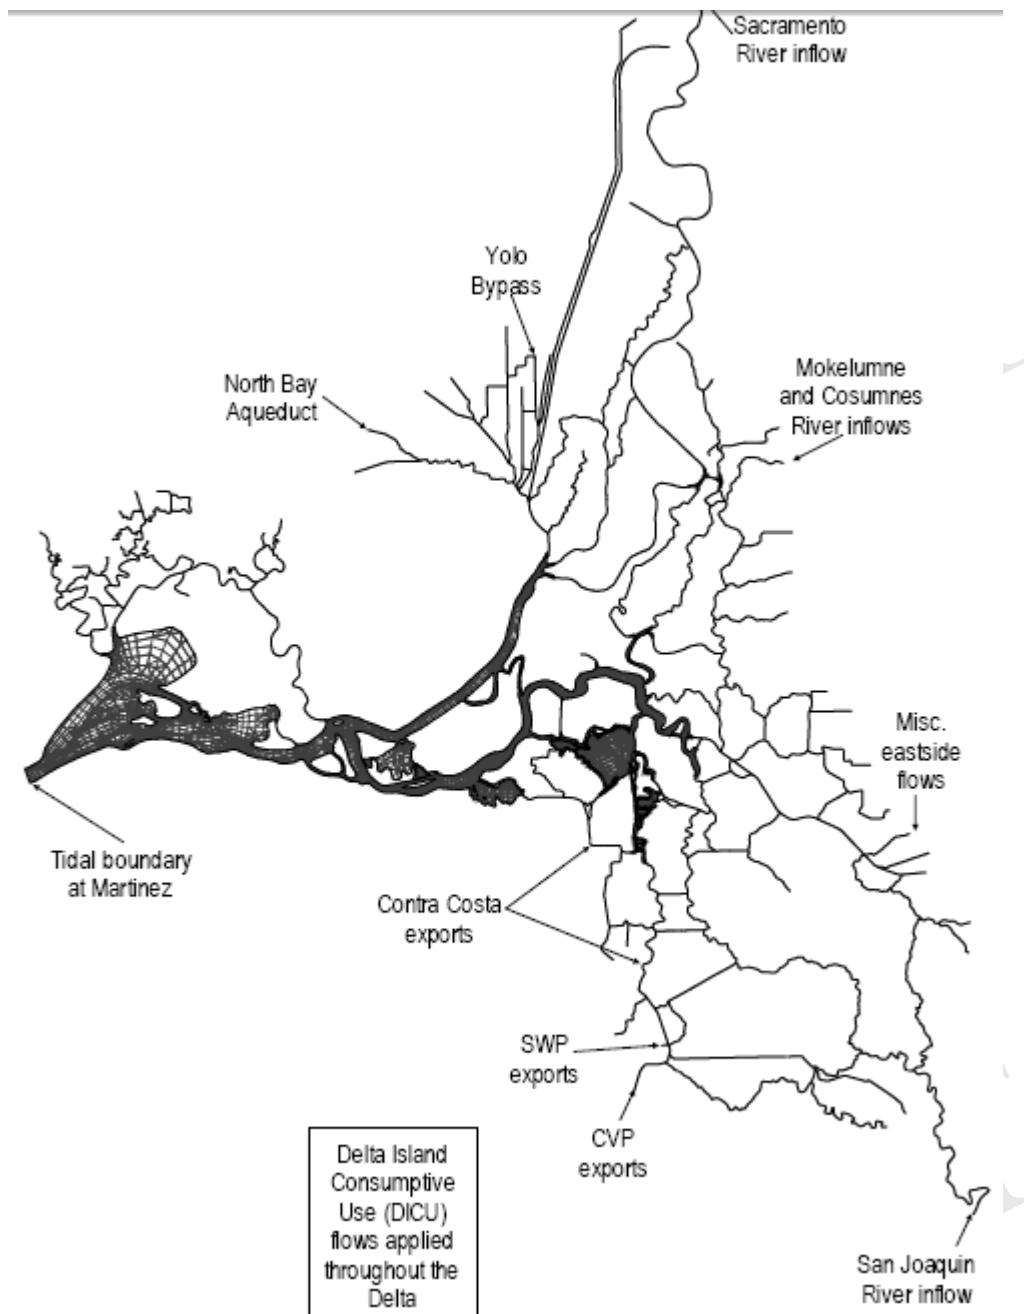 Sacramento
River inflow
Yolo
Bypass
North Bay
Aqueduct
Mokelumne
and Cosumnes
River inflows
Misc.
eastside
flows
Tidal boundary
at Martinez
Contra Costa
exports
SWP
exports
CVP
exports
Delta Island
Consumptive
Use (DICU)
flows applied
throughout the
Delta
San Joaquin
River inflow